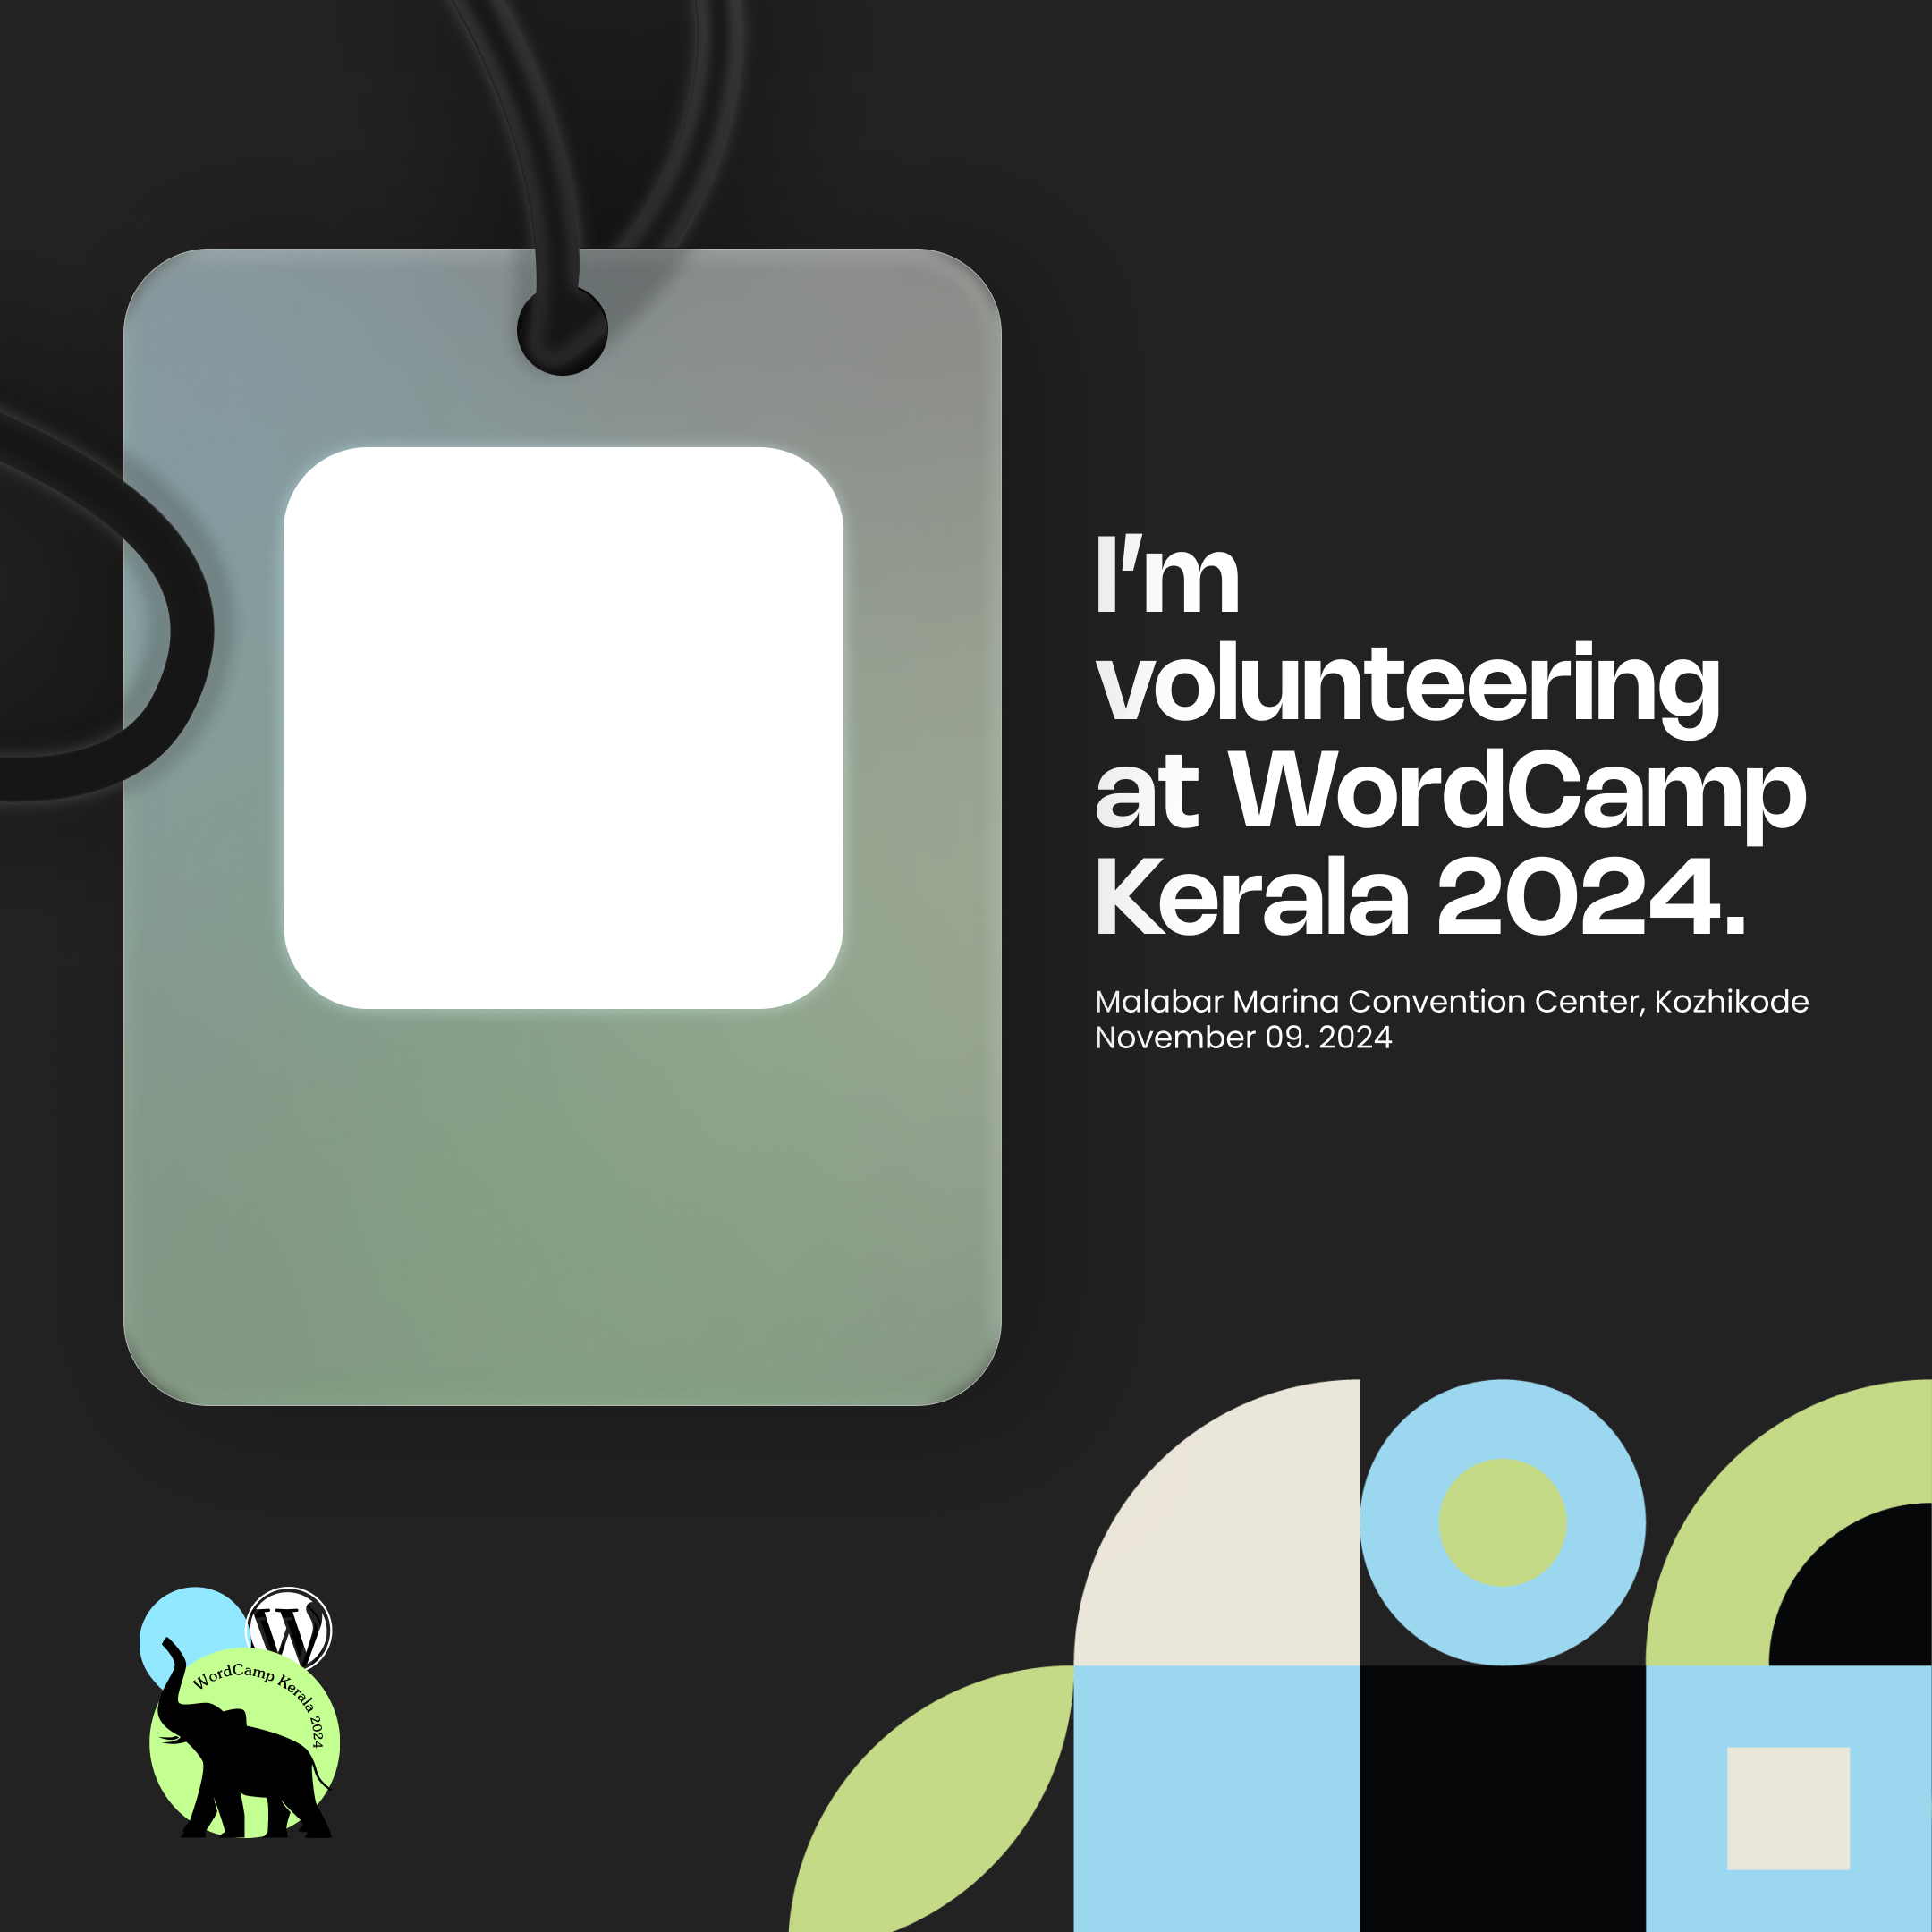 I'm
volunteering
at WordCamp
Kerala 2024.
Malabar Marina Convention Center, Kozhikode
November 09. 2024
W
WordCamp Kerala 2024